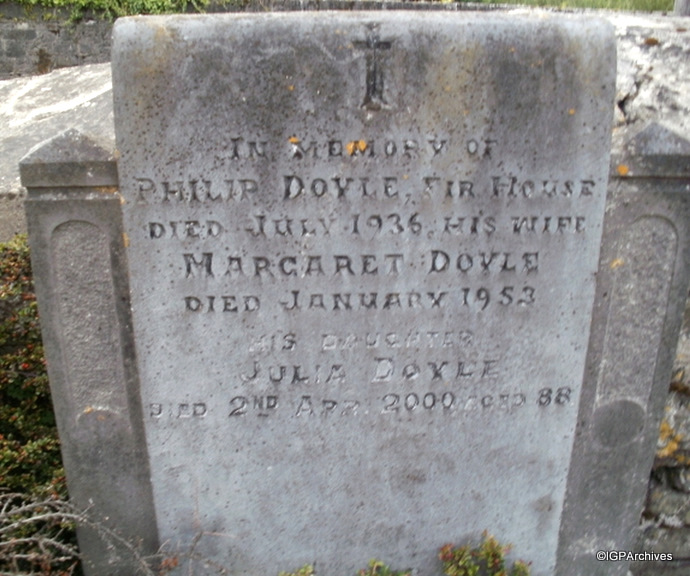 IN MEMORY OF
PHILIP DOYLE, FIR HOUSE
DIED JULY 1936, HIS WIFE
MARGARET DOYLE
DIED JANUARY 1953
HIS DAUGHTER
JULIA DOYLE
DIED 2ND APR. 2000 AGED 88
©IGPArchives